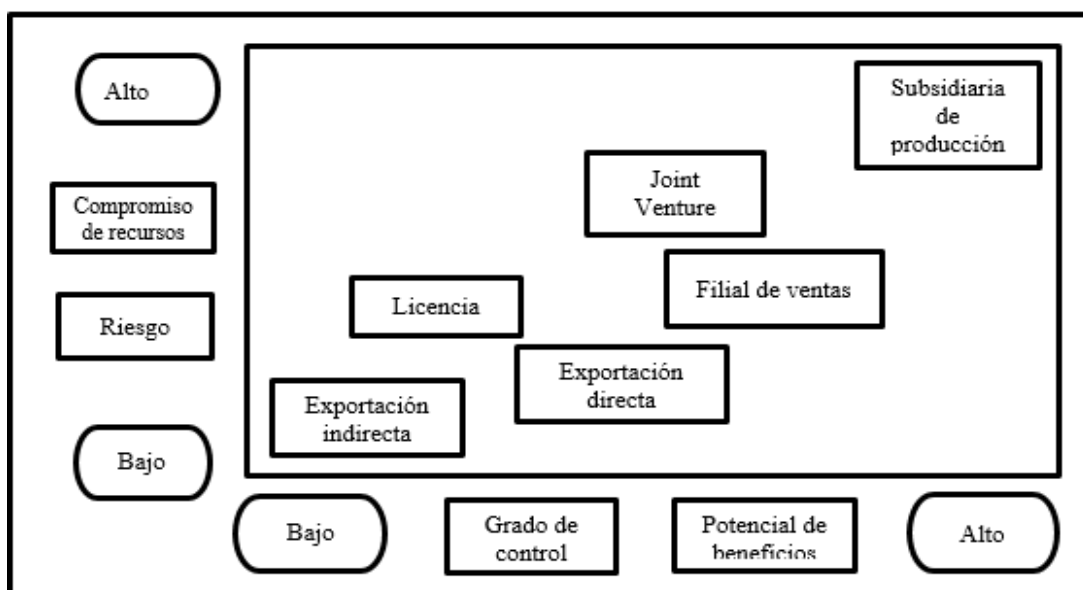 Alto
Subsidiaria
de
producción
Joint
Venture
Compromiso
de recursos
Filial de ventas
Licencia
Riesgo
Exportación
directa
Exportación
indirecta
Bajo
Bajo
Grado de
control
Potencial de
beneficios
Alto